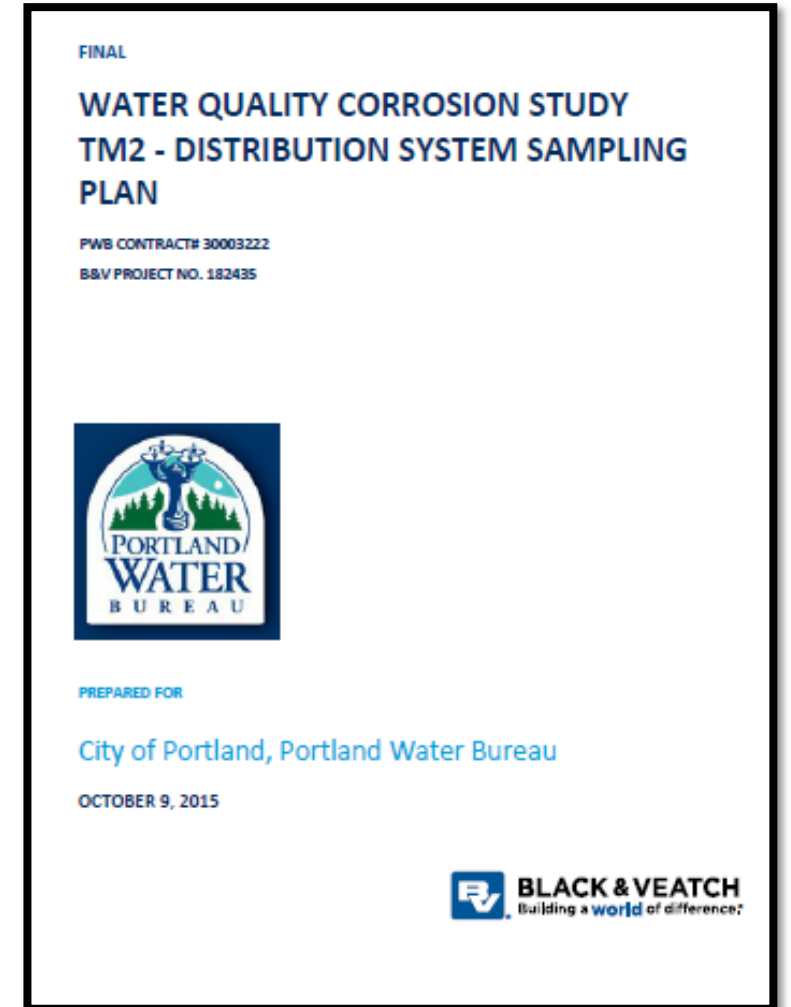 FINAL
WATER QUALITY CORROSION STUDY
TM2 - DISTRIBUTION SYSTEM SAMPLING
PLAN
PWB CONTRACT# 30003222
B&V PROJECT NO. 182435
PORTLAND
WATER
BUREAU
PREPARED FOR
City of Portland, Portland Water Bureau
OCTOBER 9, 2015
BV
BLACK & VEATCH
Building a world of difference.®